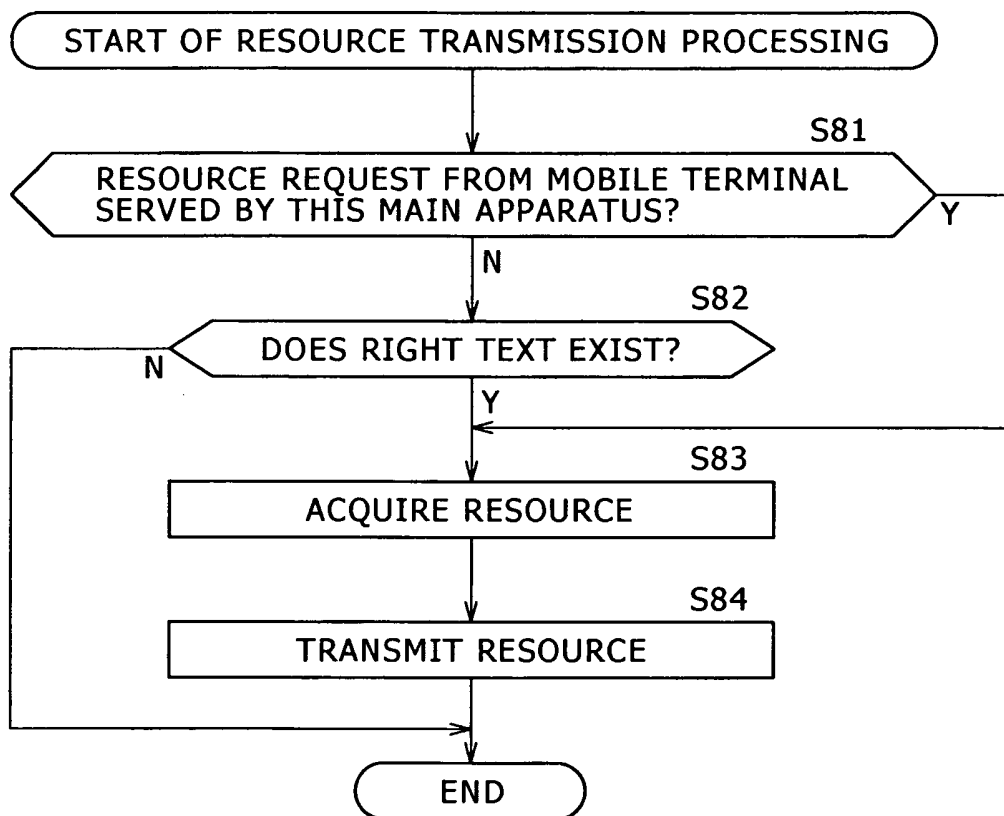 START OF RESOURCE TRANSMISSION PROCESSING
S81
RESOURCE REQUEST FROM MOBILE TERMINAL
SERVED BY THIS MAIN APPARATUS?
Y
N
S82
DOES RIGHT TEXT EXIST?
N
Y
S83
ACQUIRE RESOURCE
S84
TRANSMIT RESOURCE
END